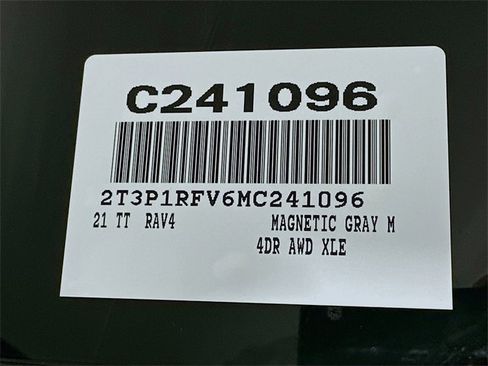 C241096
2T3P1RFV6MC241096
21 TT RAV4 MAGNETIC GRAY M
4DR AWD XLE